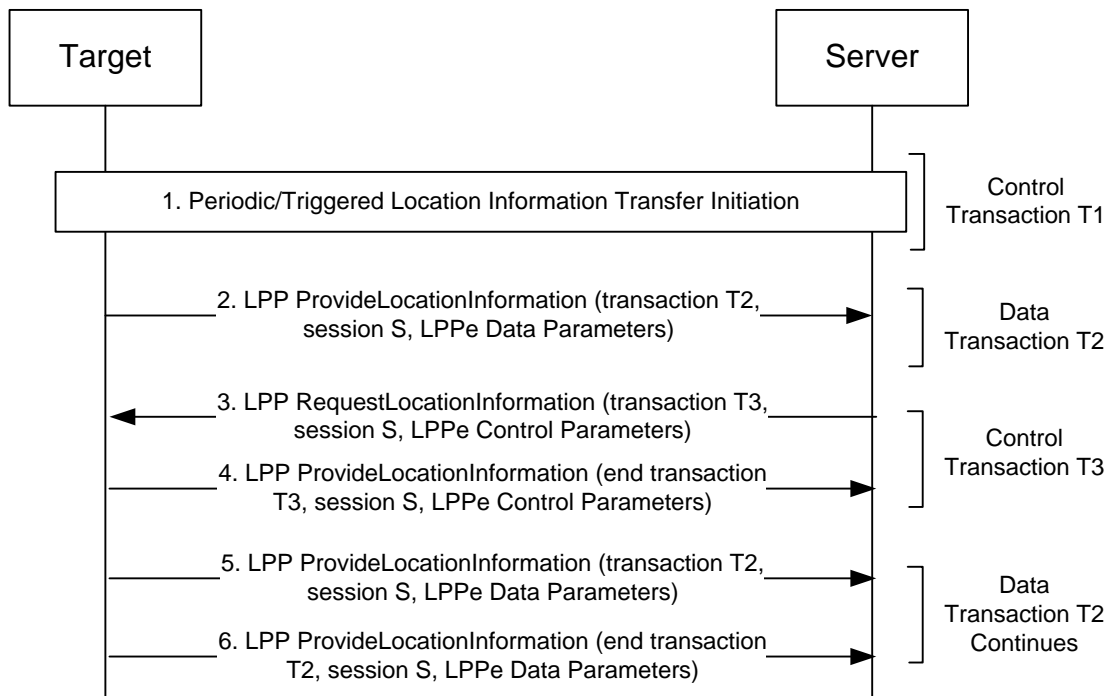 Target
Server
1. Periodic/Triggered Location Information Transfer Initiation
Control
Transaction T1
2. LPP ProvideLocationInformation (transaction T2,
session S, LPPe Data Parameters)
Data
Transaction T2
3. LPP RequestLocationInformation (transaction T3,
session S, LPPe Control Parameters)
Control
Transaction T3
4. LPP ProvideLocationInformation (end transaction
T3, session S, LPPe Control Parameters)
5. LPP ProvideLocationInformation (transaction T2,
session S, LPPe Data Parameters)
Data
Transaction T2
Continues
6. LPP ProvideLocationInformation (end transaction
T2, session S, LPPe Data Parameters)